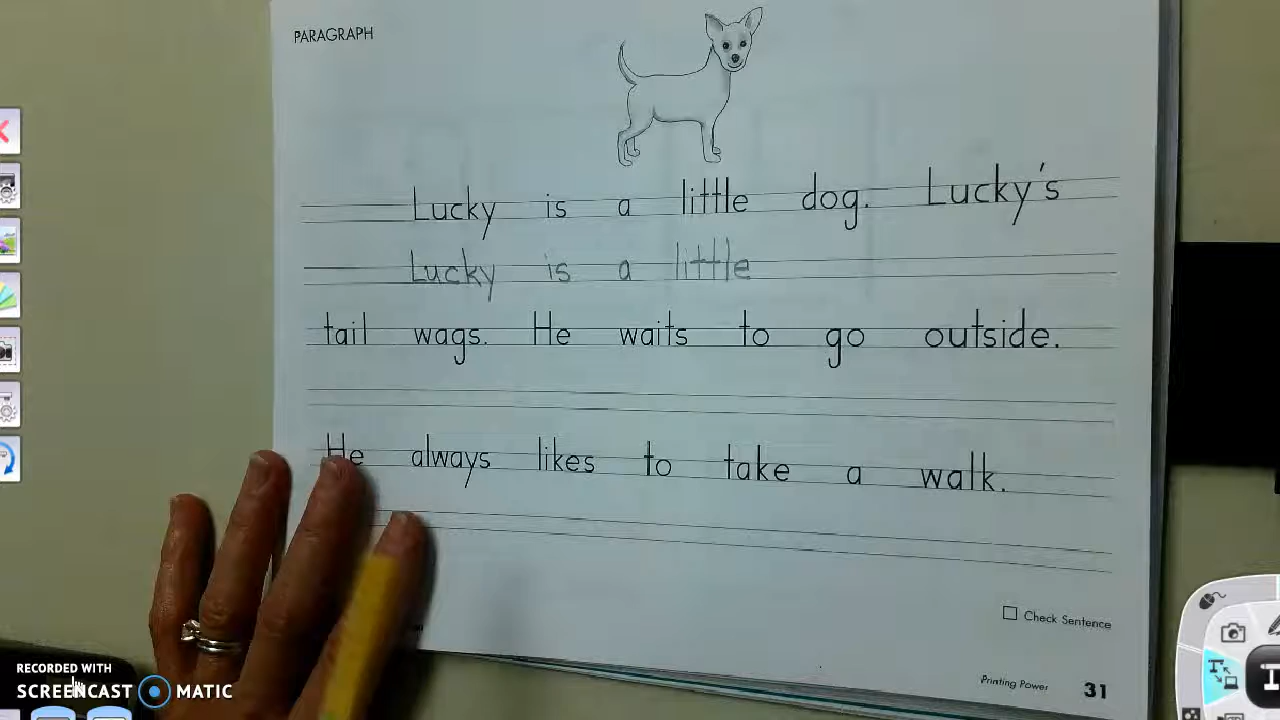 PARAGRAPH
Lucky is a little dog. Lucky's
Lucky is a little
tail wags. He waits to go outside.
He always likes to take a walk.
Check Sentence
Printing Power 31
RECORDED WITH
SCREENCAST MATIC